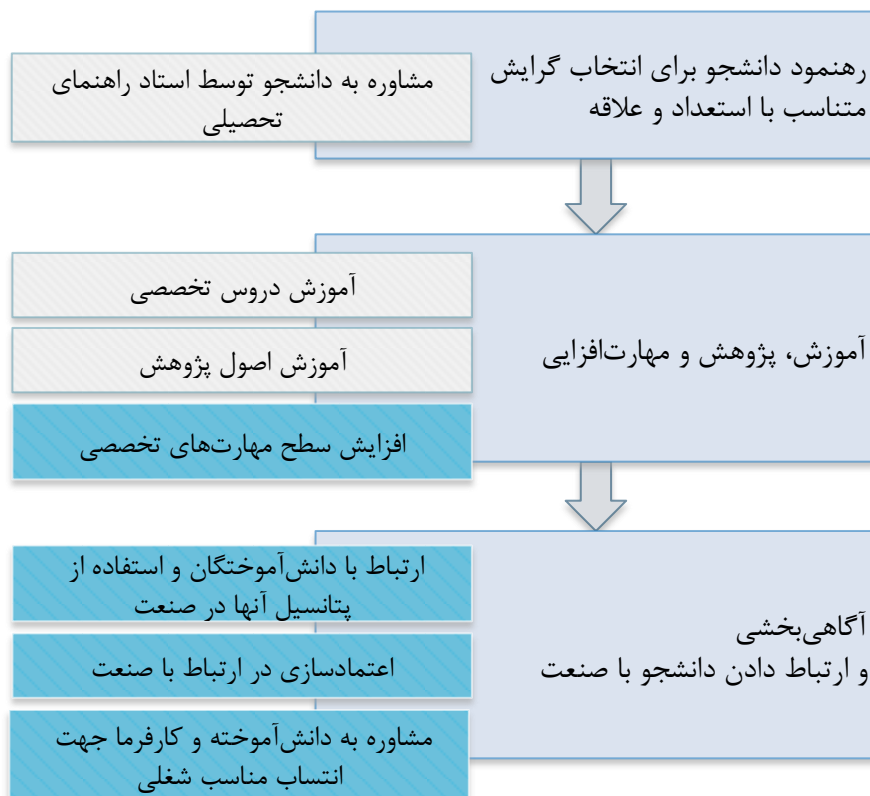 رهنمود دانشجو برای انتخاب گرایش
متناسب با استعداد و علاقه
مشاوره به دانشجو توسط استاد راهنمای
تحصیلی
آموزش، پژوهش و مهارت‌افزایی
آموزش دروس تخصصی
آموزش اصول پژوهش
افزایش سطح مهارت‌های تخصصی
آگاهی‌بخشی
و ارتباط دادن دانشجو با صنعت
ارتباط با دانش‌آموختگان و استفاده از
پتانسیل آنها در صنعت
اعتمادسازی در ارتباط با صنعت
مشاوره به دانش‌آموخته و کارفرما جهت
انتساب مناسب شغلی